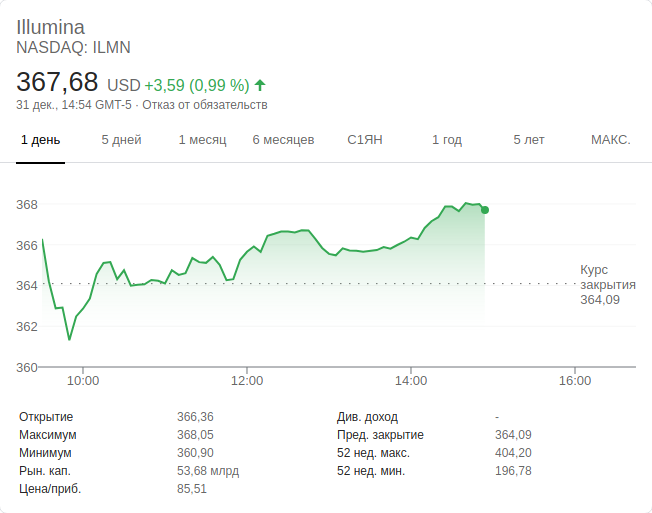 Illumina
NASDAQ: ILMN
367,68 USD +3,59 (0,99 %)
31 дек., 14:54 GMT-5 · Отказ от обязательств
1 день 5 дней 1 месяц 6 месяцев С1ЯН 1 год 5 лет МАКС.
368
366
364
362
360
Курс
закрытия
364,09
10:00 12:00 14:00 16:00
Открытие 366,36 Див. доход -
Максимум 368,05 Пред. закрытие 364,09
Минимум 360,90 52 нед. макс. 404,20
Рын. кап. 53,68 млрд 52 нед. мин. 196,78
Цена/приб. 85,51